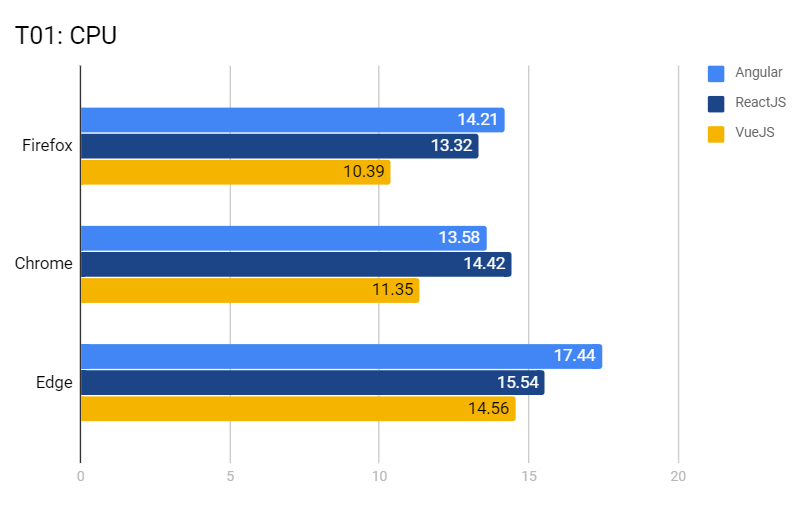 T01: CPU
Angular
ReactJS
VueJS
Firefox
14.21
13.32
10.39
Chrome
13.58
14.42
11.35
Edge
17.44
15.54
14.56
0 5 10 15 20